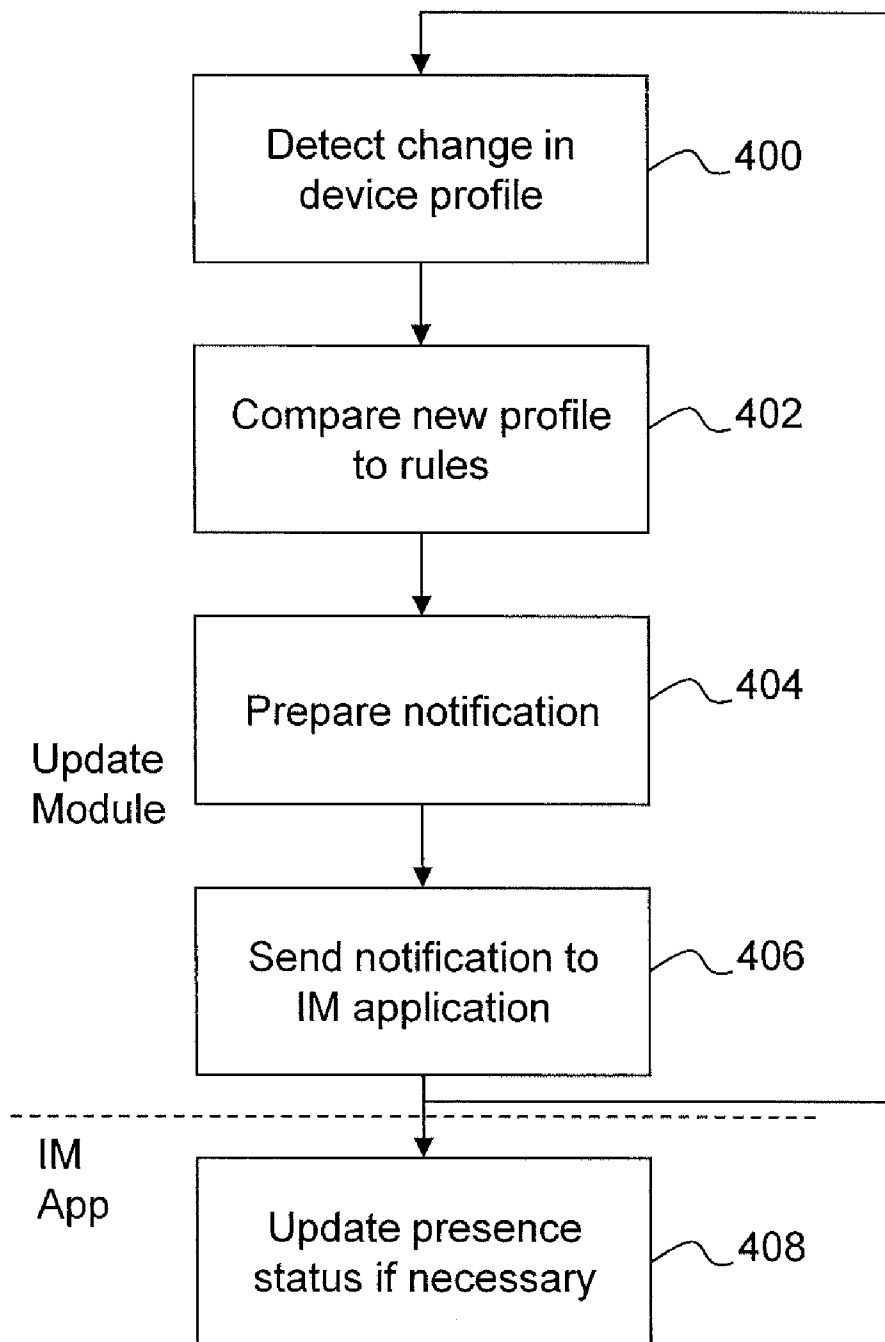 Detect change in
device profile
400
Compare new profile
to rules
402
Prepare notification
404
Update
Module
Send notification to
IM application
406
IM
App
Update presence
status if necessary
408